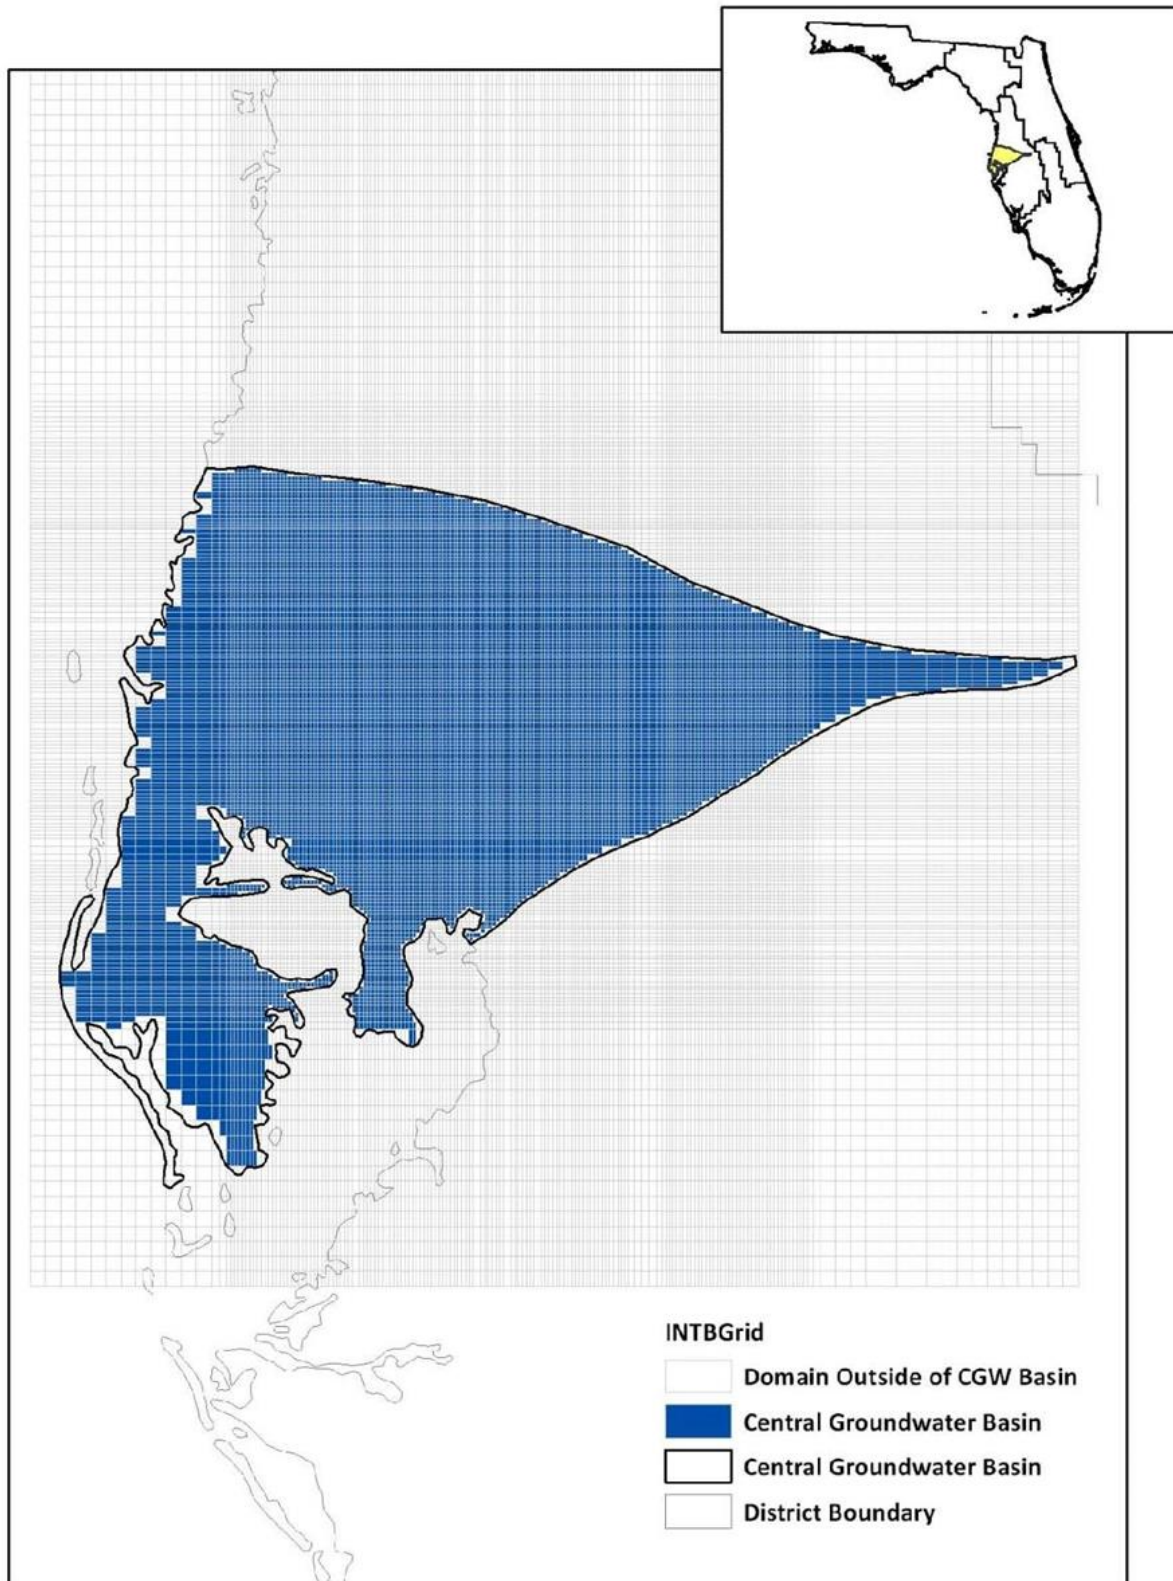 INTBGrid
Domain Outside of CGW Basin
Central Groundwater Basin
Central Groundwater Basin
District Boundary